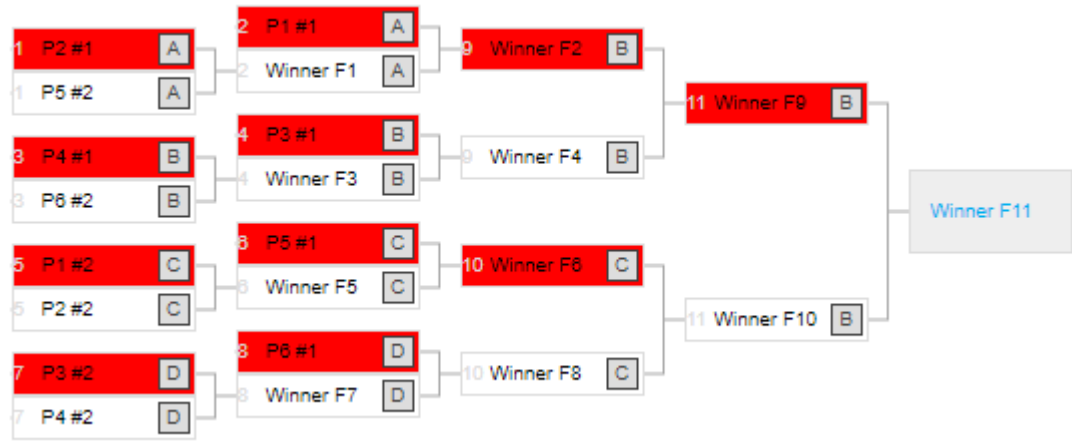 1 P2 #1 A
1 P5 #2 A
3 P4 #1 B
3 P6 #2 B
5 P1 #2 C
5 P2 #2 C
7 P3 #2 D
7 P4 #2 D
2 P1 #1 A
2 Winner F1 A
4 P3 #1 B
4 Winner F3 B
6 P5 #1 C
6 Winner F5 C
8 P6 #1 D
8 Winner F7 D
9 Winner F2 B
9 Winner F4 B
10 Winner F6 C
10 Winner F8 C
11 Winner F9 B
11 Winner F10 B
Winner F11